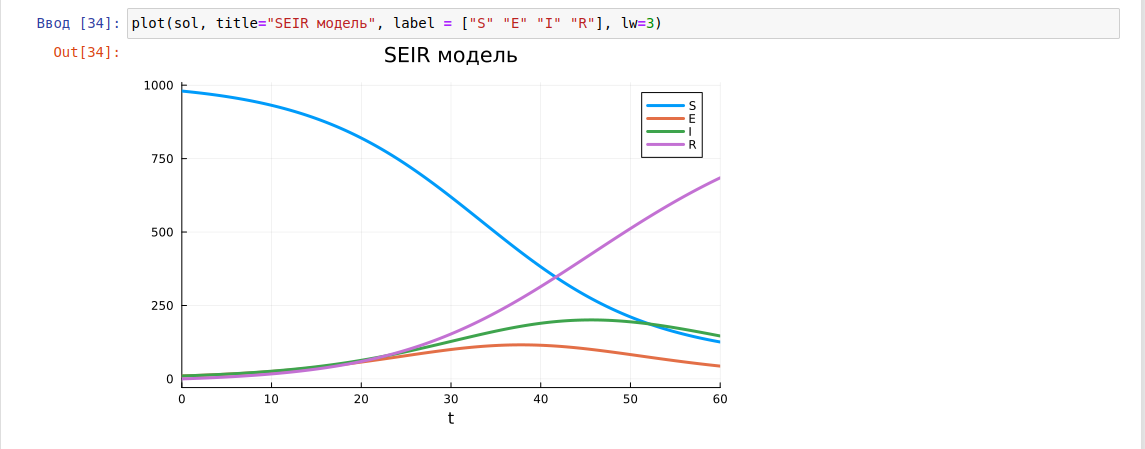 Ввод [34]: plot(sol, title="SEIR модель", label = ["S" "E" "I" "R"], lw=3)
Out[34]:
SEIR модель
1000
750
500
250
0
S
E
I
R
0 10 20 30 40 50 60
t